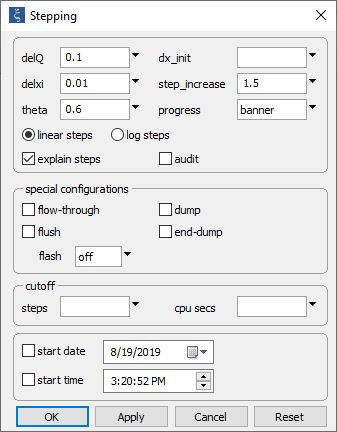 Stepping
delQ 0.1 dx_init
delxi 0.01 step_increase 1.5
theta 0.6 progress banner
linear steps log steps
explain steps audit
special configurations
flow-through dump
flush end-dump
flash off
cutoff
steps cpu secs
start date 8/19/2019
start time 3:20:52 PM
OK Apply Cancel Reset